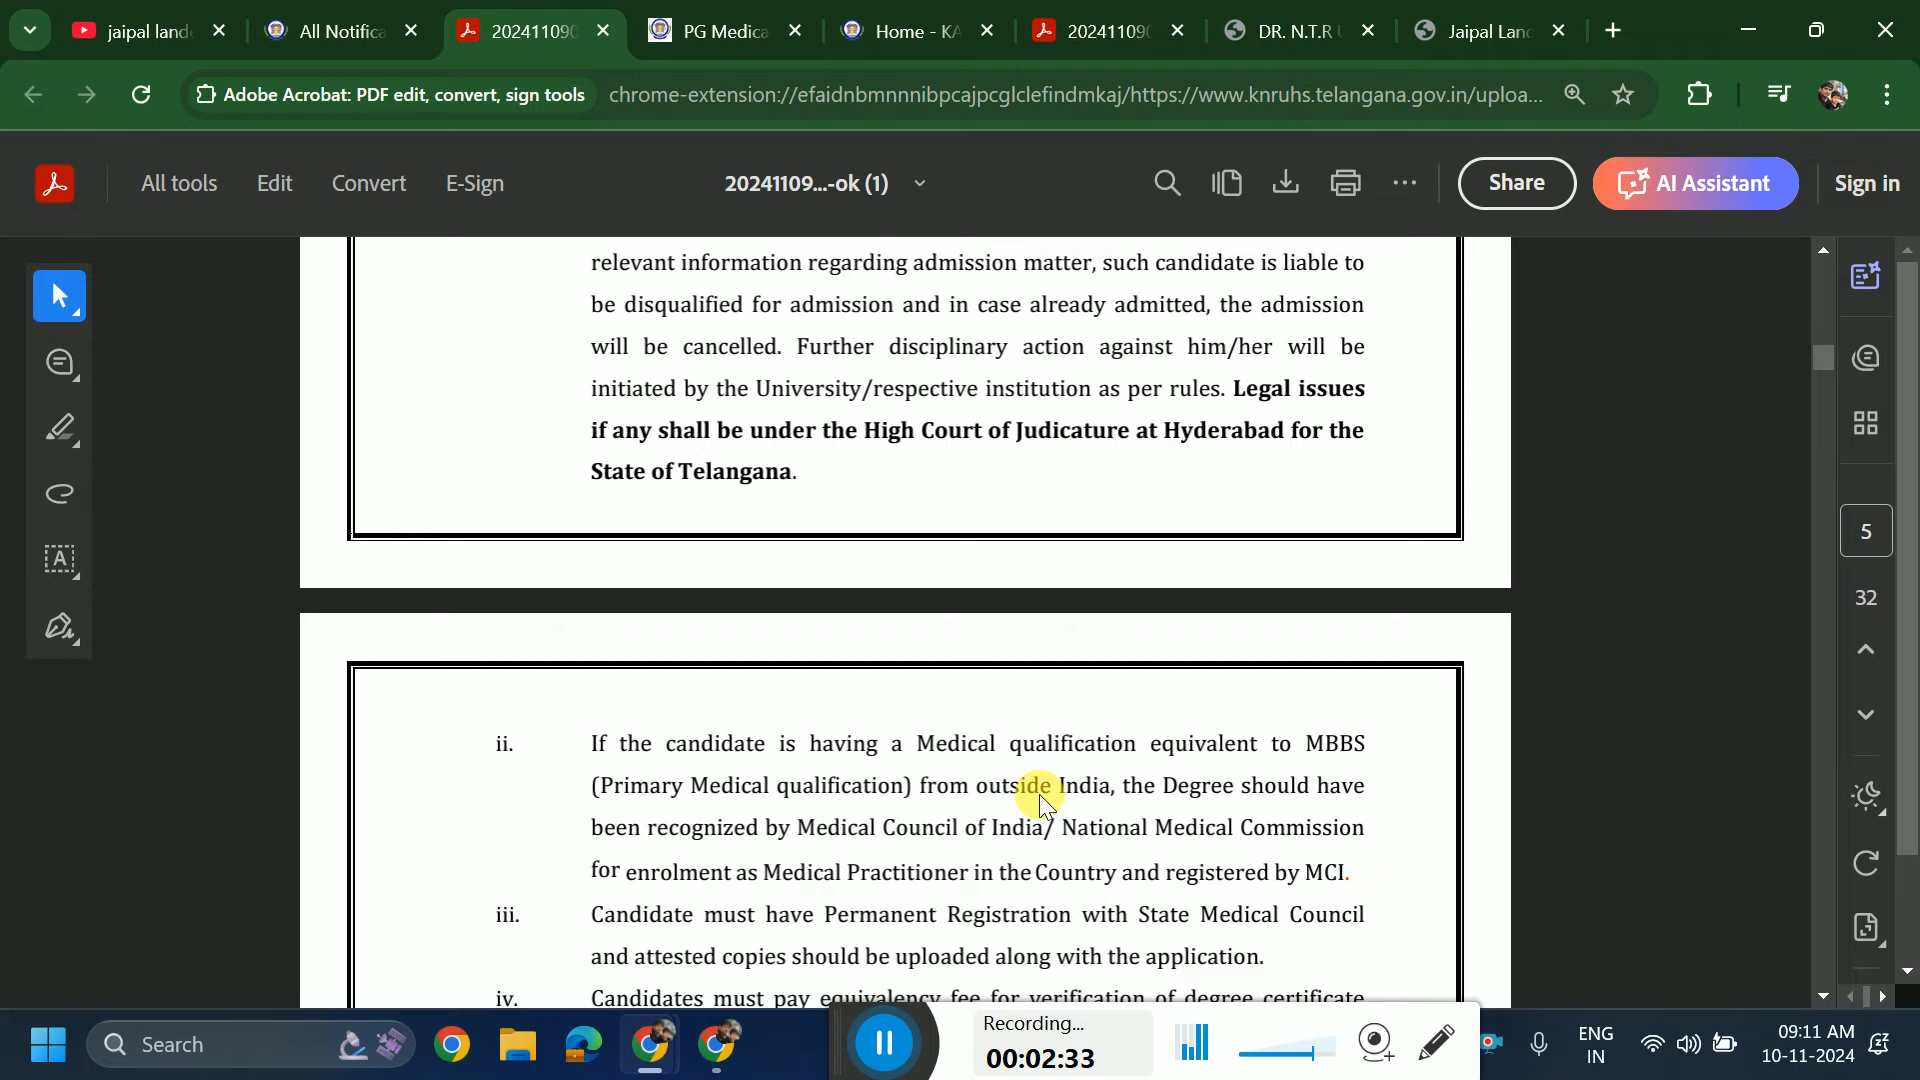 jaipal land
All Notifica
202411090
PG Medica
Home - KA
202411090
DR. N.T.R U
Jaipal Land
Adobe Acrobat: PDF edit, convert, sign tools
chrome-extension://efaidnbmnnnibpcajpcglclefindmkaj/https://www.knruhs.telangana.gov.in/uploa...
All tools
Edit
Convert
E-Sign
20241109...-ok (1)
Share
AI Assistant
Sign in
relevant information regarding admission matter, such candidate is liable to
be disqualified for admission and in case already admitted, the admission
will be cancelled. Further disciplinary action against him/her will be
initiated by the University/respective institution as per rules. Legal issues
if any shall be under the High Court of Judicature at Hyderabad for the
State of Telangana.
ii. If the candidate is having a Medical qualification equivalent to MBBS
(Primary Medical qualification) from outside India, the Degree should have
been recognized by Medical Council of India/ National Medical Commission
for enrolment as Medical Practitioner in the Country and registered by MCI.
iii. Candidate must have Permanent Registration with State Medical Council
and attested copies should be uploaded along with the application.
iv. Candidates must pay equivalency fee for verification of degree certificate
5
32
Search
Recording...
00:02:33
ENG
IN
09:11 AM
10-11-2024